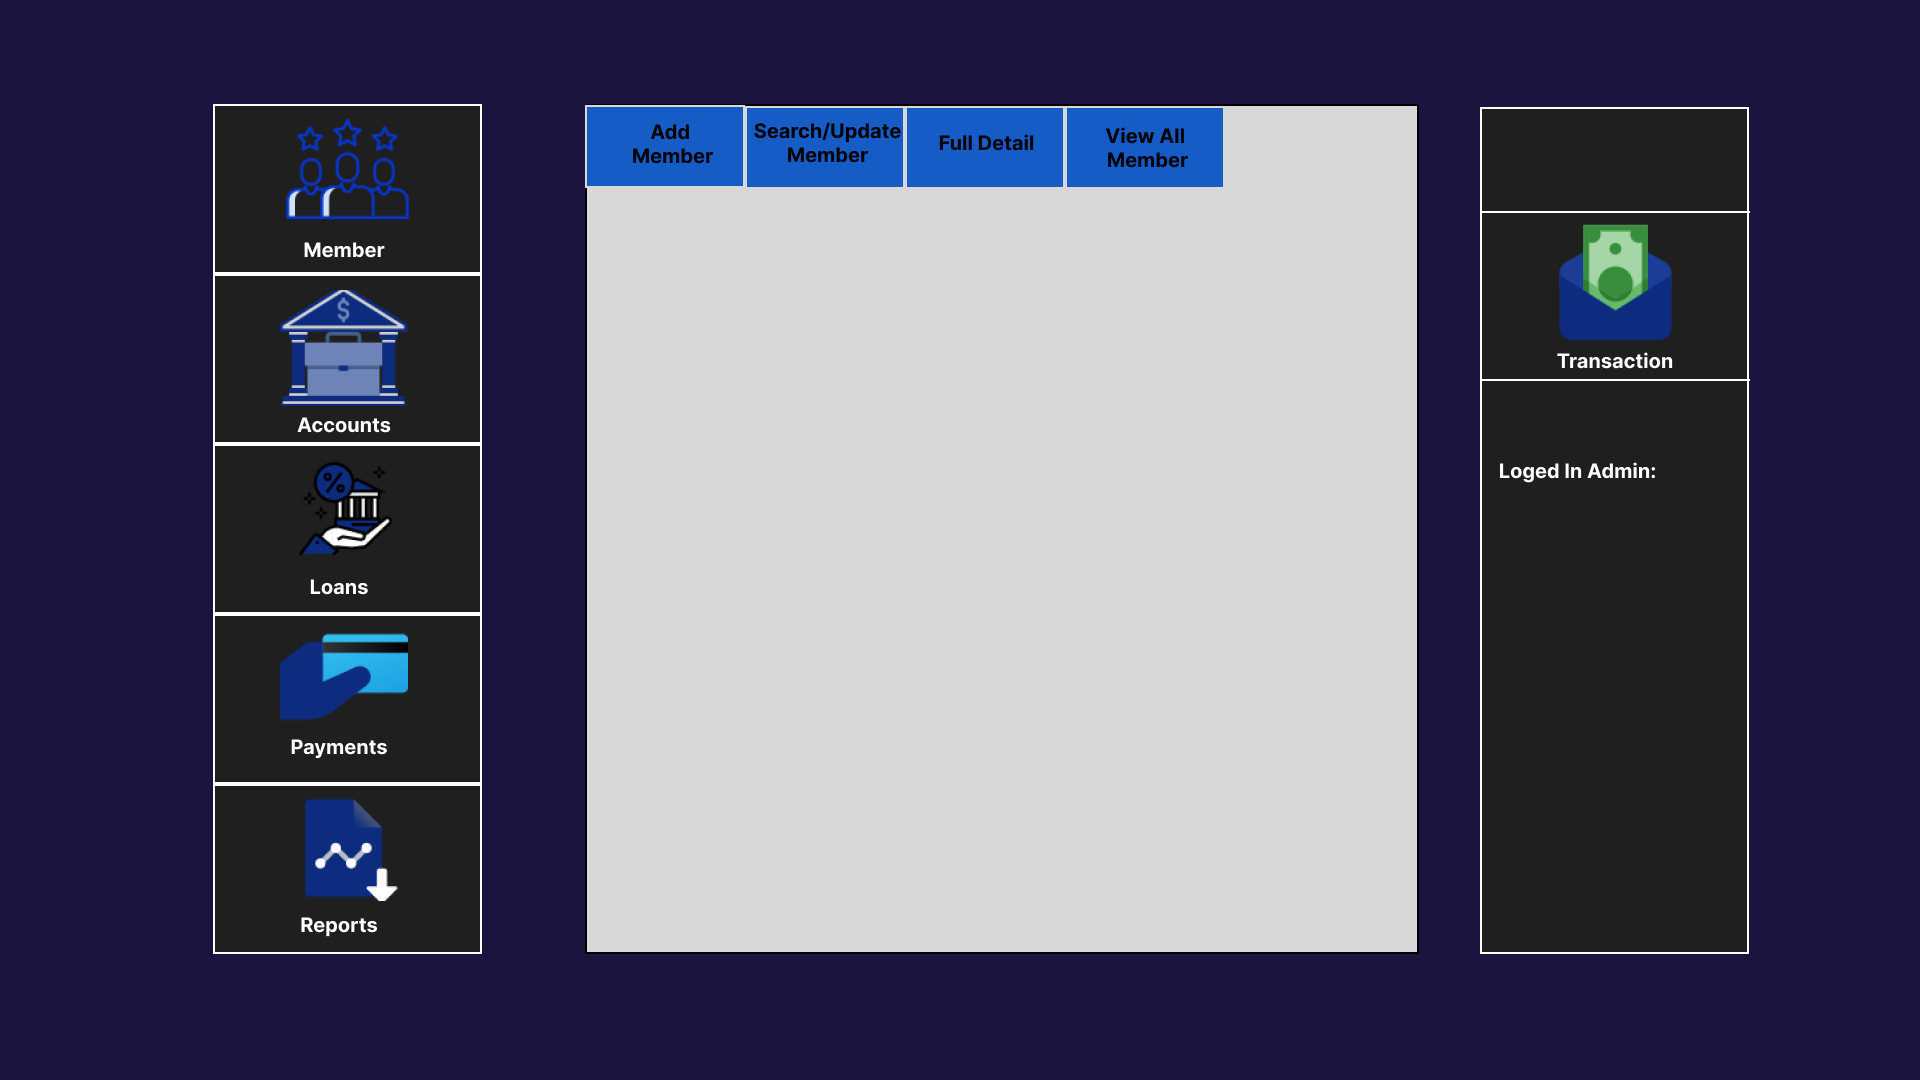 Member
Accounts
Loans
Payments
Reports
Add
Member
Search/Update
Member
Full Detail
View All
Member
$
%
Transaction
Loged In Admin: